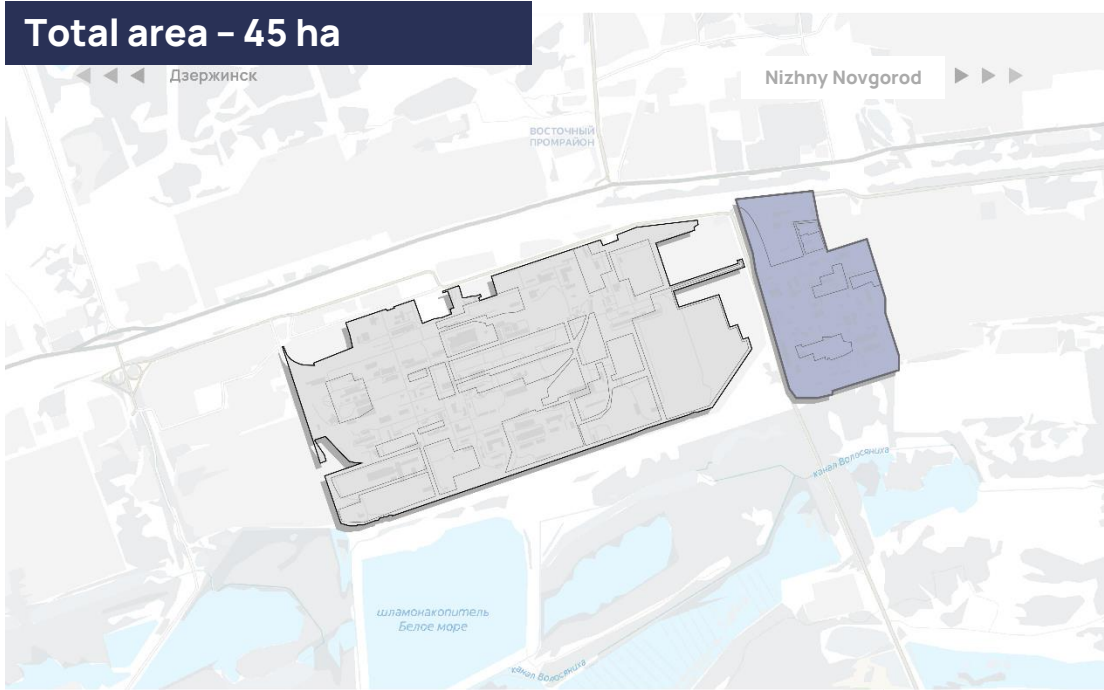 Total area – 45 ha
Дзержинск
Nizhny Novgorod
ВОСТОЧНЫЙ
ПРОМРАЙОН
канал Волосяниха
шламонакопитель
Белое море
канал Волосяниха